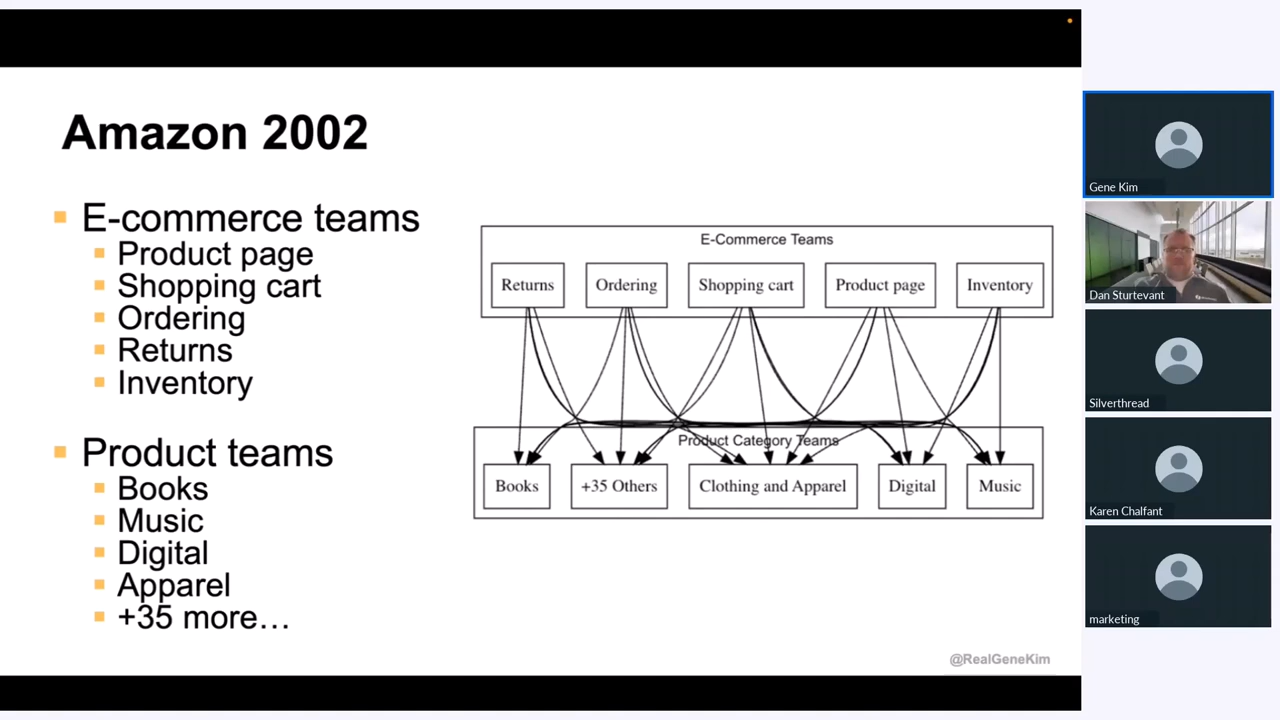 Amazon 2002
E-commerce teams
Product page
Shopping cart
Ordering
Returns
Inventory
Product teams
Books
Music
Digital
Apparel
+35 more…
E-Commerce Teams
Returns
Ordering
Shopping cart
Product page
Inventory
Product Category Teams
Books
+35 Others
Clothing and Apparel
Digital
Music
@RealGeneKim
Gene Kim
Dan Sturtevant
Silverthread
Karen Chalfant
marketing